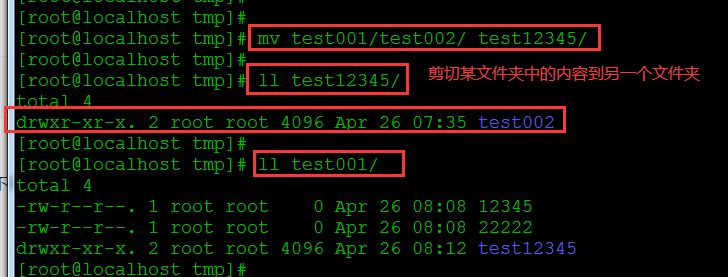 [root@localhost tmp]#
[root@localhost tmp]# mv test001/test002/ test12345/
[root@localhost tmp]#
[root@localhost tmp]# ll test12345/ 剪切某文件夹中的内容到另一个文件夹
total 4
drwxr-xr-x. 2 root root 4096 Apr 26 07:35 test002
[root@localhost tmp]#
[root@localhost tmp]# ll test001/
total 4
-rw-r--r--. 1 root root    0 Apr 26 08:08 12345
-rw-r--r--. 1 root root    0 Apr 26 08:08 22222
drwxr-xr-x. 2 root root 4096 Apr 26 08:12 test12345
[root@localhost tmp]#